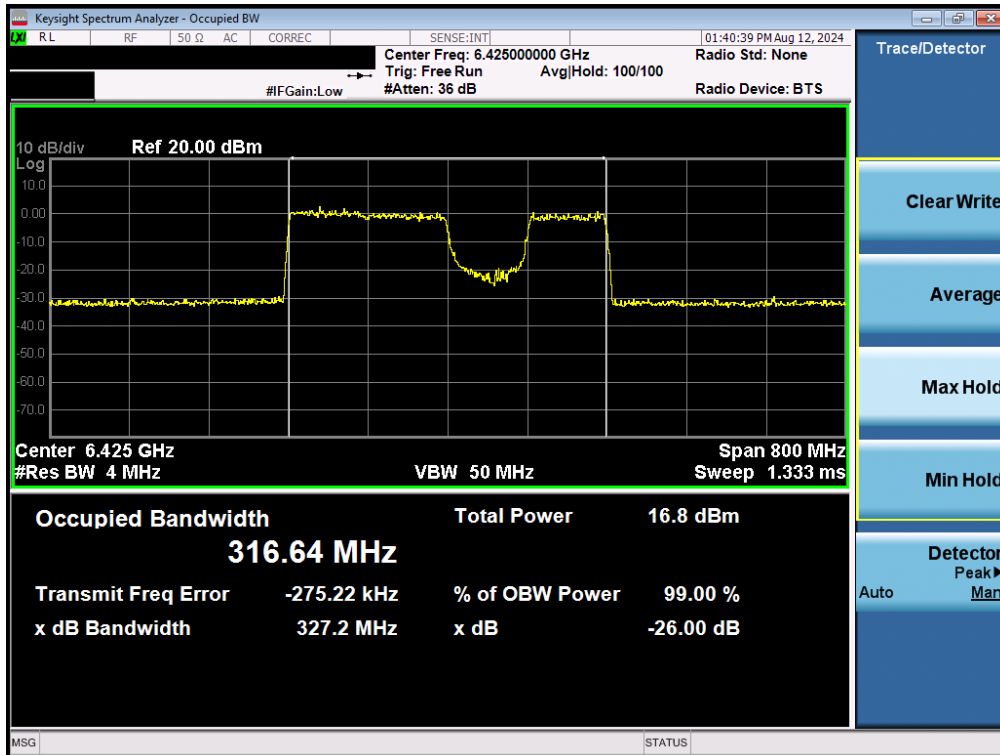 Keysight Spectrum Analyzer - Occupied BW
LXI RL RF 50 Ω AC CORREC SENSE:INT 01:40:39 PM Aug 12, 2024
Center Freq: 6.425000000 GHz Radio Std: None
Trig: Free Run Avg|Hold: 100/100
#IFGain:Low #Atten: 36 dB Radio Device: BTS
10 dB/div Ref 20.00 dBm
Log
10.0
0.00
-10.0
-20.0
-30.0
-40.0
-50.0
-60.0
-70.0
Center 6.425 GHz Span 800 MHz
#Res BW 4 MHz VBW 50 MHz Sweep 1.333 ms
Occupied Bandwidth Total Power 16.8 dBm
316.64 MHz
Transmit Freq Error -275.22 kHz % of OBW Power 99.00 %
x dB Bandwidth 327.2 MHz x dB -26.00 dB
MSG STATUS
Trace/Detector
Clear Write
Average
Max Hold
Min Hold
Detector
Peak
Auto Man